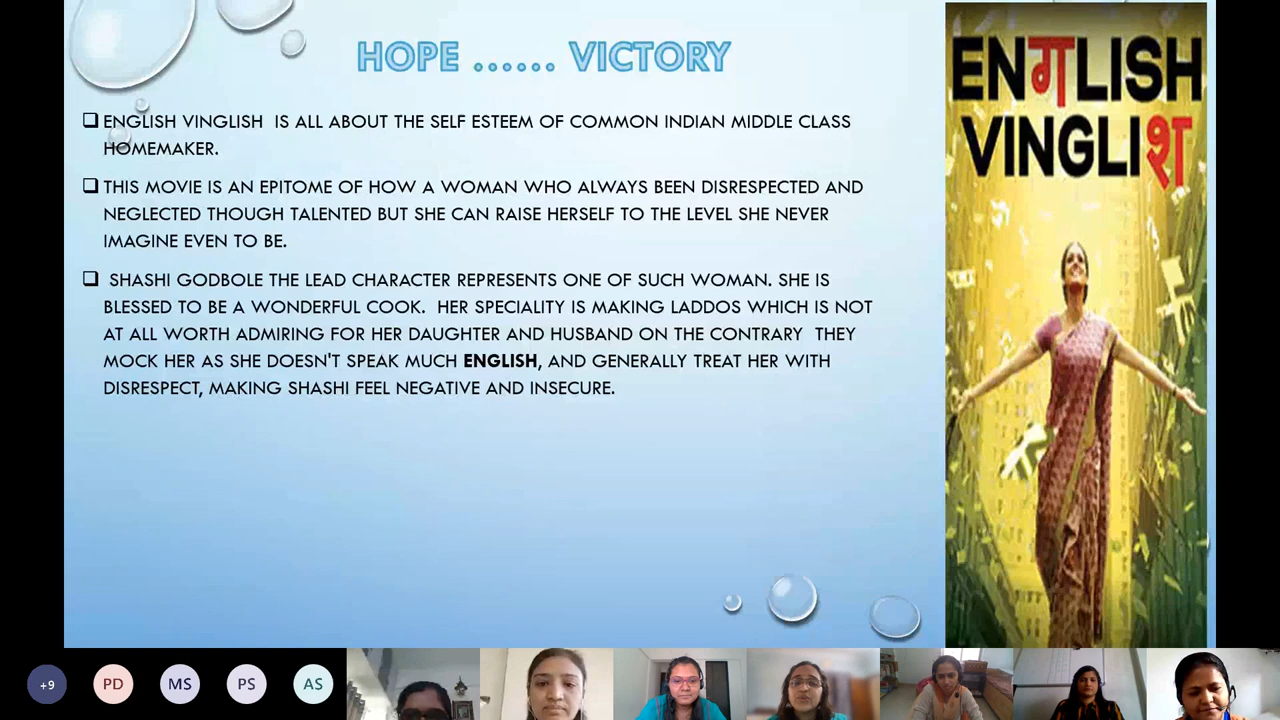 HOPE ...... VICTORY
❑ ENGLISH VINGLISH IS ALL ABOUT THE SELF ESTEEM OF COMMON INDIAN MIDDLE CLASS
HOMEMAKER.
❑ THIS MOVIE IS AN EPITOME OF HOW A WOMAN WHO ALWAYS BEEN DISRESPECTED AND
NEGLECTED THOUGH TALENTED BUT SHE CAN RAISE HERSELF TO THE LEVEL SHE NEVER
IMAGINE EVEN TO BE.
❑ SHASHI GODBOLE THE LEAD CHARACTER REPRESENTS ONE OF SUCH WOMAN. SHE IS
BLESSED TO BE A WONDERFUL COOK. HER SPECIALITY IS MAKING LADDOS WHICH IS NOT
AT ALL WORTH ADMIRING FOR HER DAUGHTER AND HUSBAND ON THE CONTRARY THEY
MOCK HER AS SHE DOESN'T SPEAK MUCH ENGLISH, AND GENERALLY TREAT HER WITH
DISRESPECT, MAKING SHASHI FEEL NEGATIVE AND INSECURE.
ENगLISH
VINGLIश
+9
PD
MS
PS
AS